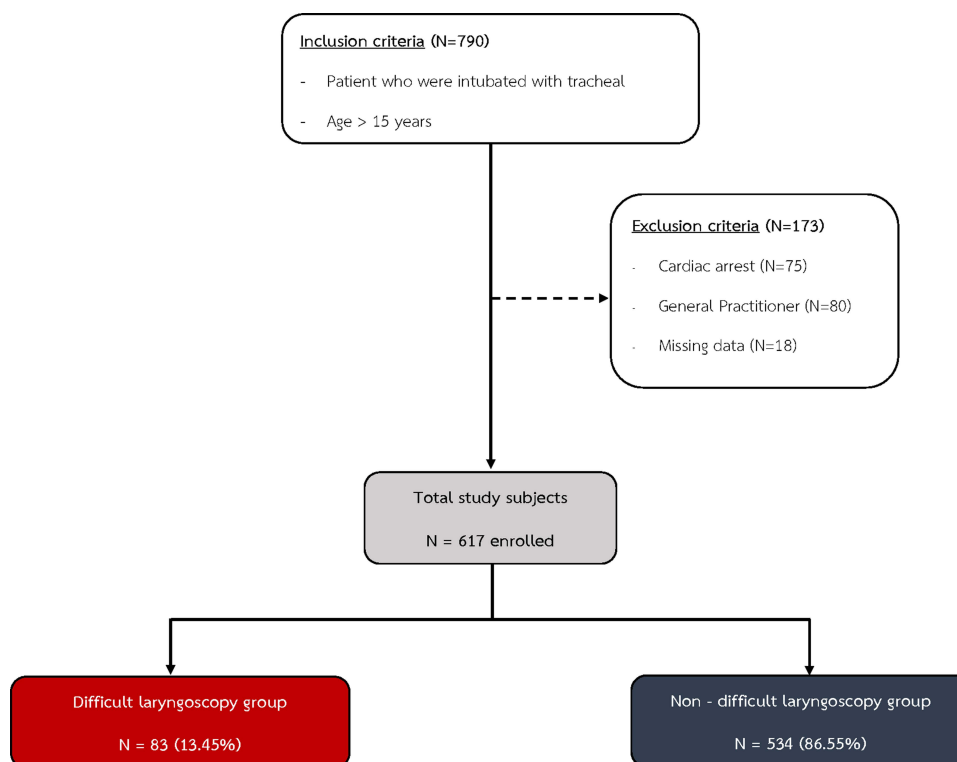 Inclusion criteria (N=790)
- Patient who were intubated with tracheal
- Age > 15 years
Exclusion criteria (N=173)
- Cardiac arrest (N=75)
- General Practitioner (N=80)
- Missing data (N=18)
Total study subjects
N = 617 enrolled
Difficult laryngoscopy group
N = 83 (13.45%)
Non - difficult laryngoscopy group
N = 534 (86.55%)